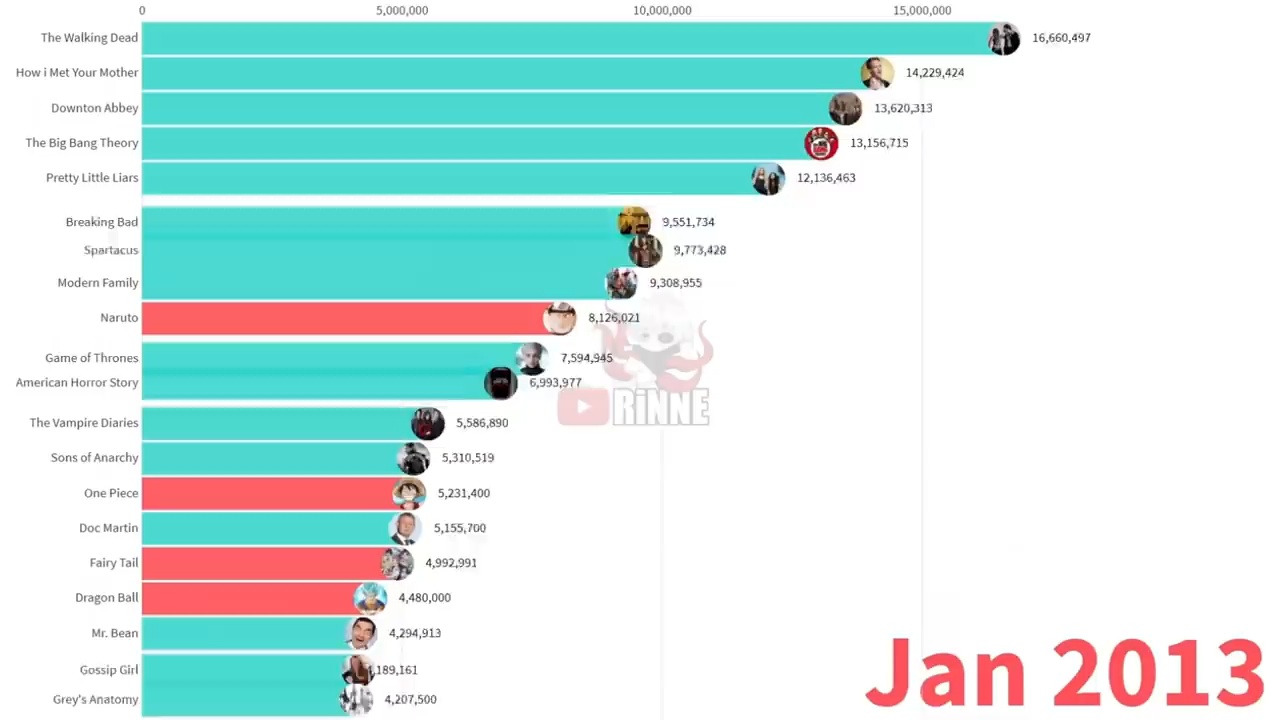 0 5,000,000 10,000,000 15,000,000
The Walking Dead 16,660,497
How i Met Your Mother 14,229,424
Downton Abbey 13,620,313
The Big Bang Theory 13,156,715
Pretty Little Liars 12,136,463
Breaking Bad 9,551,734
Spartacus 9,773,428
Modern Family 9,308,955
Naruto 8,126,021
Game of Thrones 7,594,945
American Horror Story 6,993,977
RiNNE
The Vampire Diaries 5,586,890
Sons of Anarchy 5,310,519
One Piece 5,231,400
Doc Martin 5,155,700
Fairy Tail 4,992,991
Dragon Ball 4,480,000
Mr. Bean 4,294,913
Gossip Girl ,189,161
Grey's Anatomy 4,207,500
Jan 2013